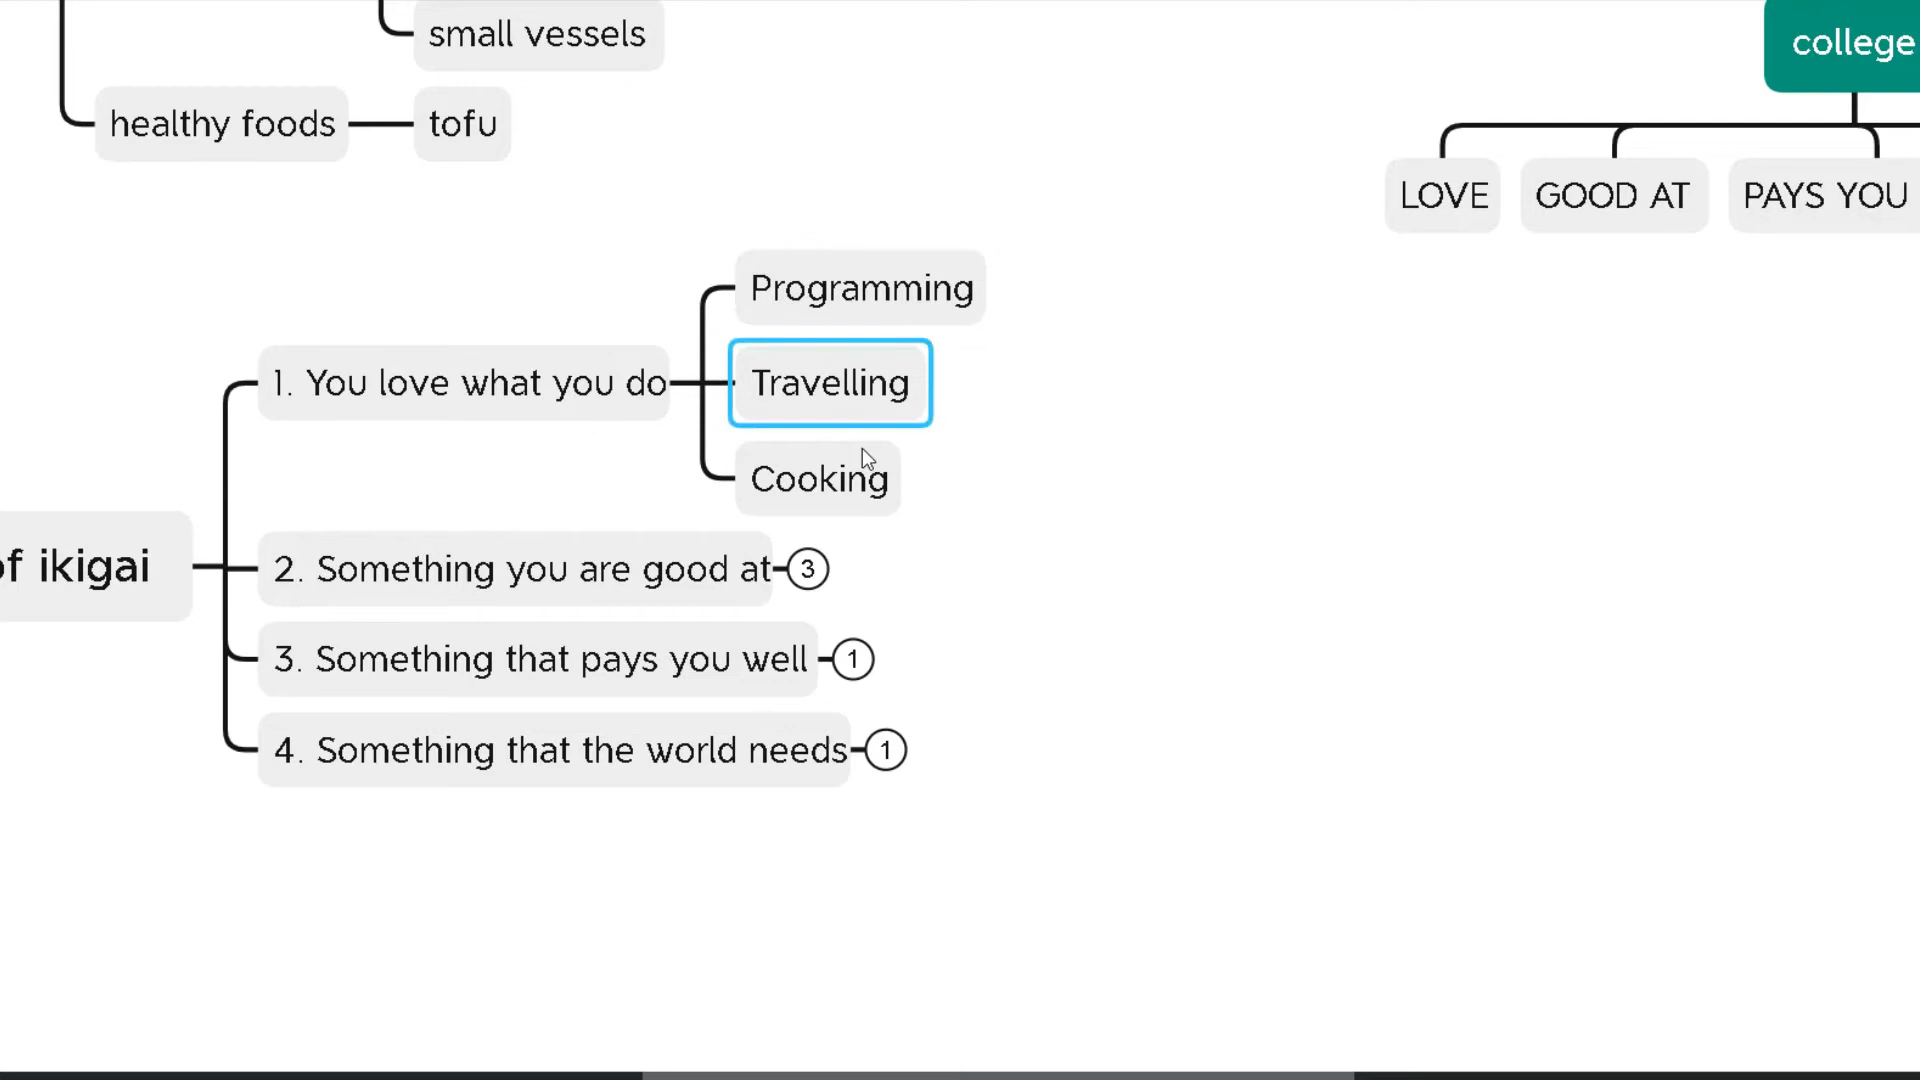 small vessels
healthy foods
tofu
college
LOVE
GOOD AT
PAYS YOU
Programming
1. You love what you do
Travelling
Cooking
of ikigai
2. Something you are good at
3
3. Something that pays you well
1
4. Something that the world needs
1